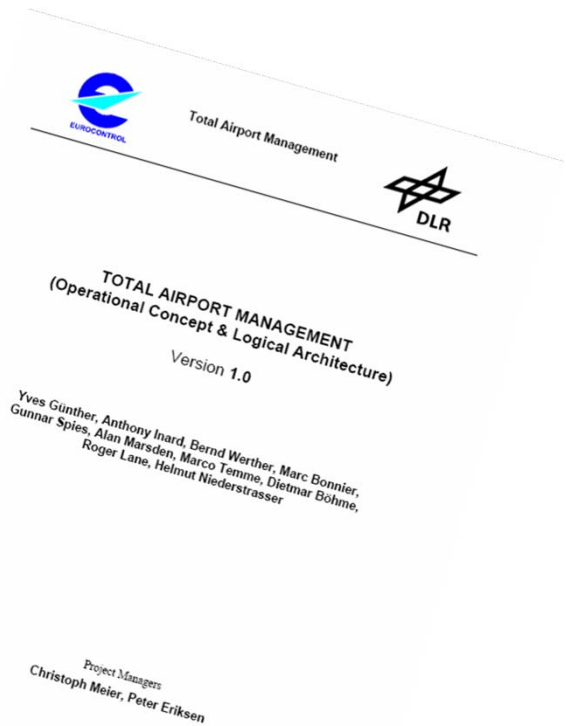 EUROCONTROL
Total Airport Management
DLR
TOTAL AIRPORT MANAGEMENT
(Operational Concept & Logical Architecture)
Version 1.0
Yves Günther, Anthony Inard, Bernd Werther, Marc Bonnier,
Gunnar Spies, Alan Marsden, Marco Temme, Dietmar Böhme,
Roger Lane, Helmut Niederstrasser
Project Managers
Christoph Meier, Peter Eriksen